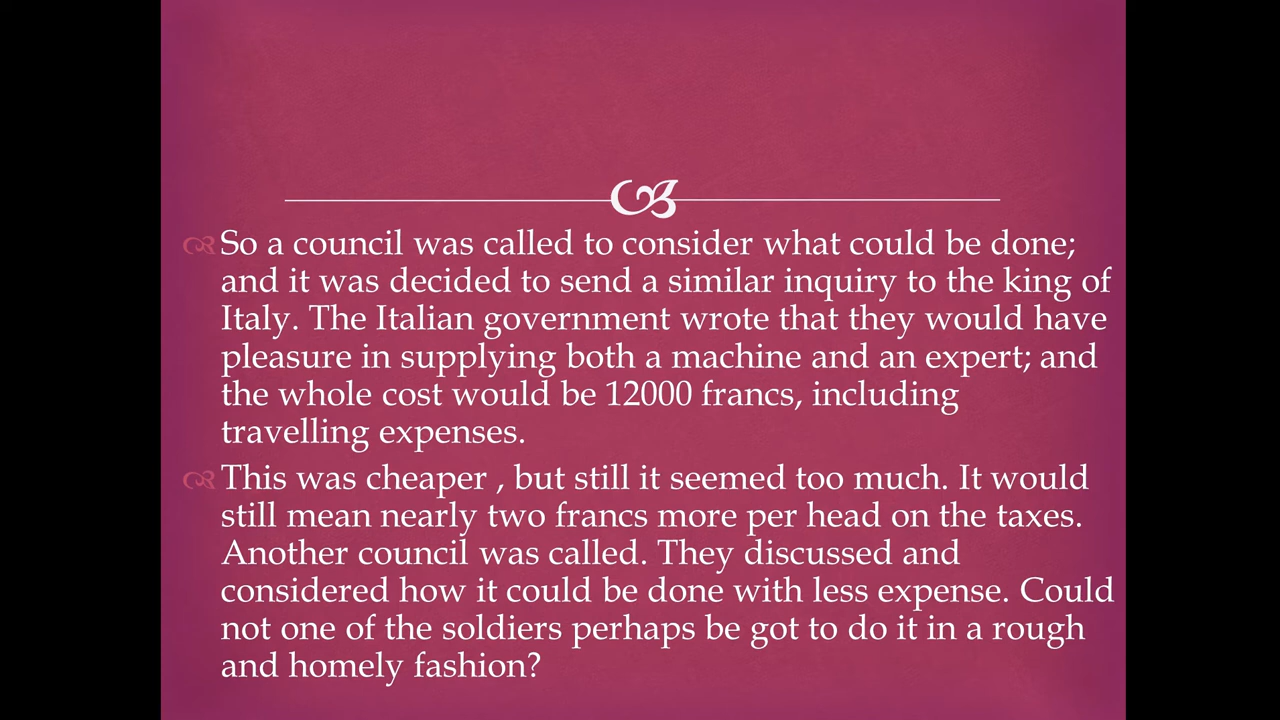 So a council was called to consider what could be done;
and it was decided to send a similar inquiry to the king of
Italy. The Italian government wrote that they would have
pleasure in supplying both a machine and an expert; and
the whole cost would be 12000 francs, including
travelling expenses.
This was cheaper , but still it seemed too much. It would
still mean nearly two francs more per head on the taxes.
Another council was called. They discussed and
considered how it could be done with less expense. Could
not one of the soldiers perhaps be got to do it in a rough
and homely fashion?